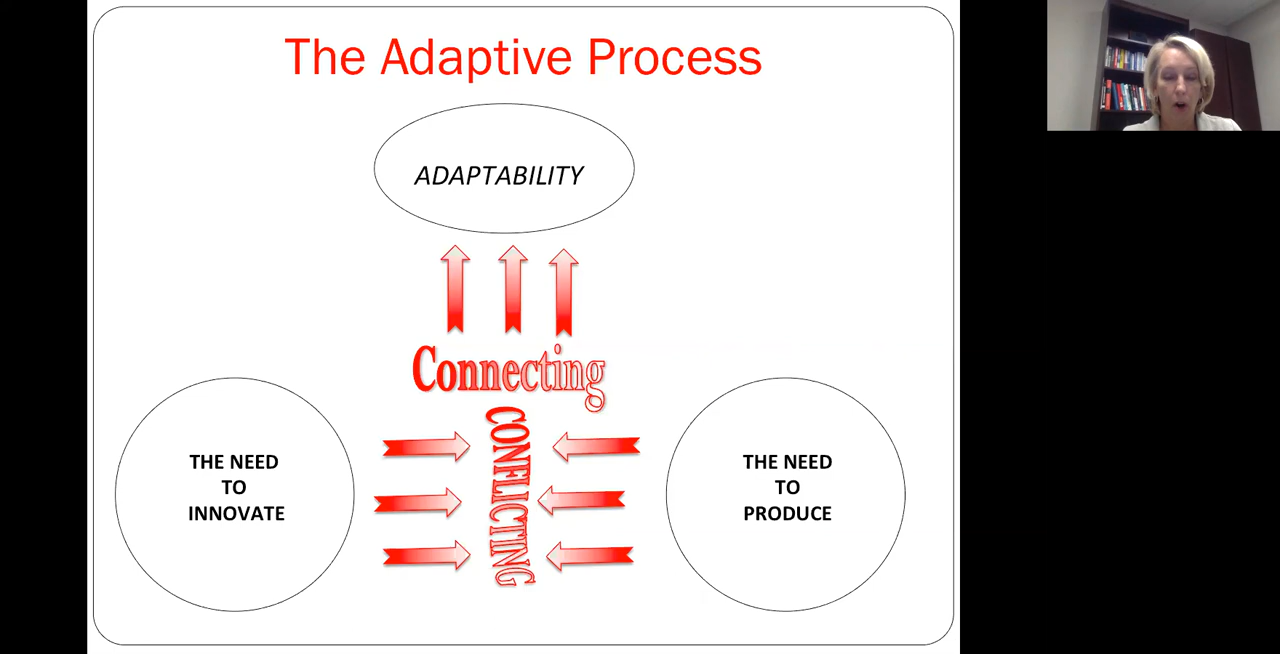 The Adaptive Process
ADAPTABILITY
Connecting
CONFLICTING
THE NEED
TO
INNOVATE
THE NEED
TO
PRODUCE